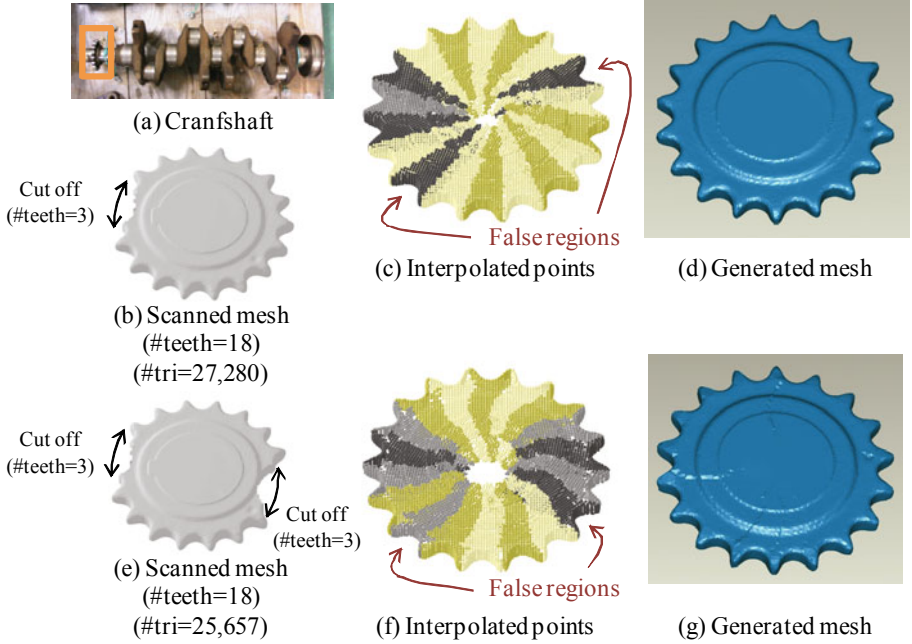 (a) Cranfshaft
Cut off
(#teeth=3)
(b) Scanned mesh
(#teeth=18)
(#tri=27,280)
False regions
(c) Interpolated points
(d) Generated mesh
Cut off
(#teeth=3)
Cut off
(#teeth=3)
(e) Scanned mesh
(#teeth=18)
(#tri=25,657)
False regions
(f) Interpolated points
(g) Generated mesh